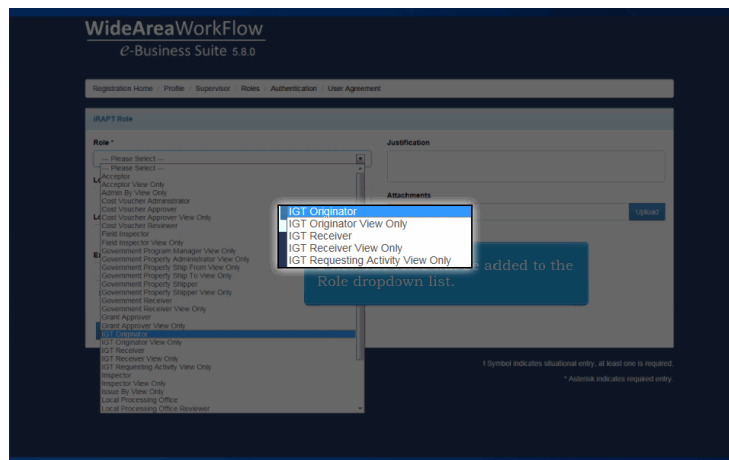 WideAreaWorkFlow
e-Business Suite 5.8.0
Registration Home / Profile / Supervisor / Roles / Authentication / User Agreement
iRAPT Role
Role *
Justification
--- Please Select ---
--- Please Select ---
Acceptor
Acceptor View Only
Admin By View Only
Cost Voucher Administrator
Cost Voucher Approver
Cost Voucher Approver View Only
Cost Voucher Reviewer
Field Inspector
Field Inspector View Only
Government Program Manager View Only
Government Property Administrator View Only
Government Property Ship From View Only
Government Property Ship To View Only
Government Property Shipper
Government Property Shipper View Only
Government Receiver
Government Receiver View Only
Grant Approver
Grant Approver View Only
IGT Originator
IGT Originator View Only
IGT Receiver
IGT Receiver View Only
IGT Requesting Activity View Only
Inspector
Inspector View Only
Issue By View Only
Local Processing Office
Local Processing Office Reviewer
Attachments
Upload
IGT Originator
IGT Originator View Only
IGT Receiver
IGT Receiver View Only
IGT Requesting Activity View Only
added to the
Role dropdown list.
† Symbol indicates situational entry, at least one is required.
* Asterisk indicates required entry.